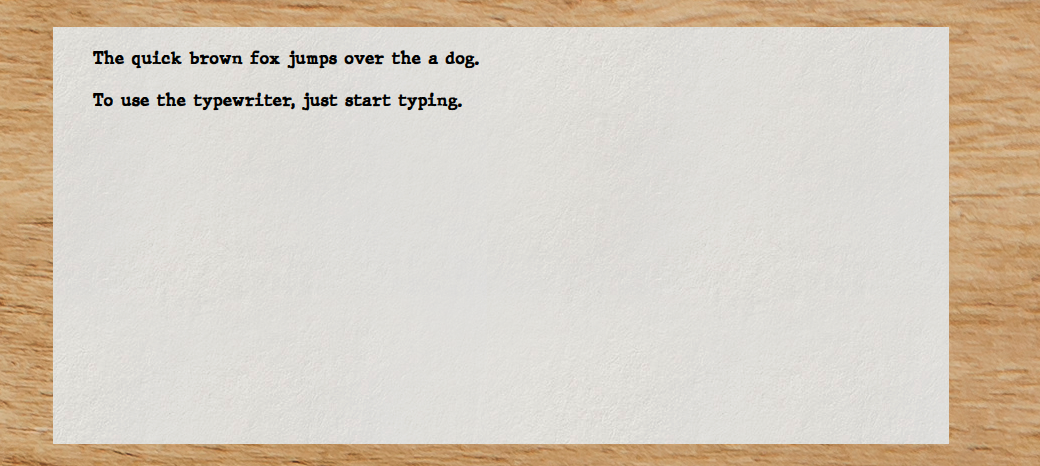 The quick brown fox jumps over the a dog.
To use the typewriter, just start typing.